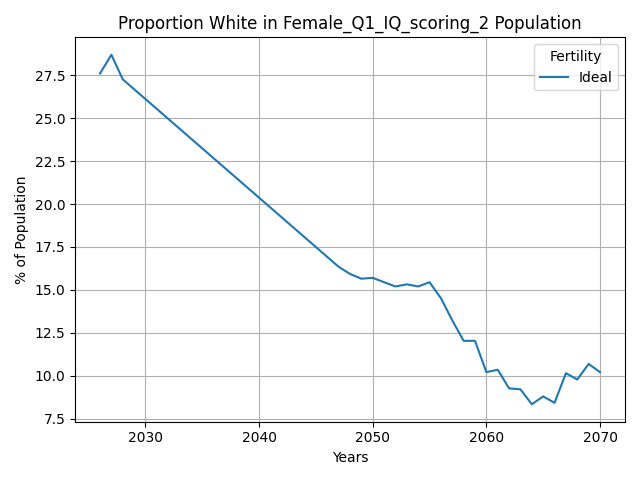 Proportion White in Female_Q1_IQ_scoring_2 Population
Fertility
Ideal
% of Population
27.5
25.0
22.5
20.0
17.5
15.0
12.5
10.0
7.5
2030 2040 2050 2060 2070
Years